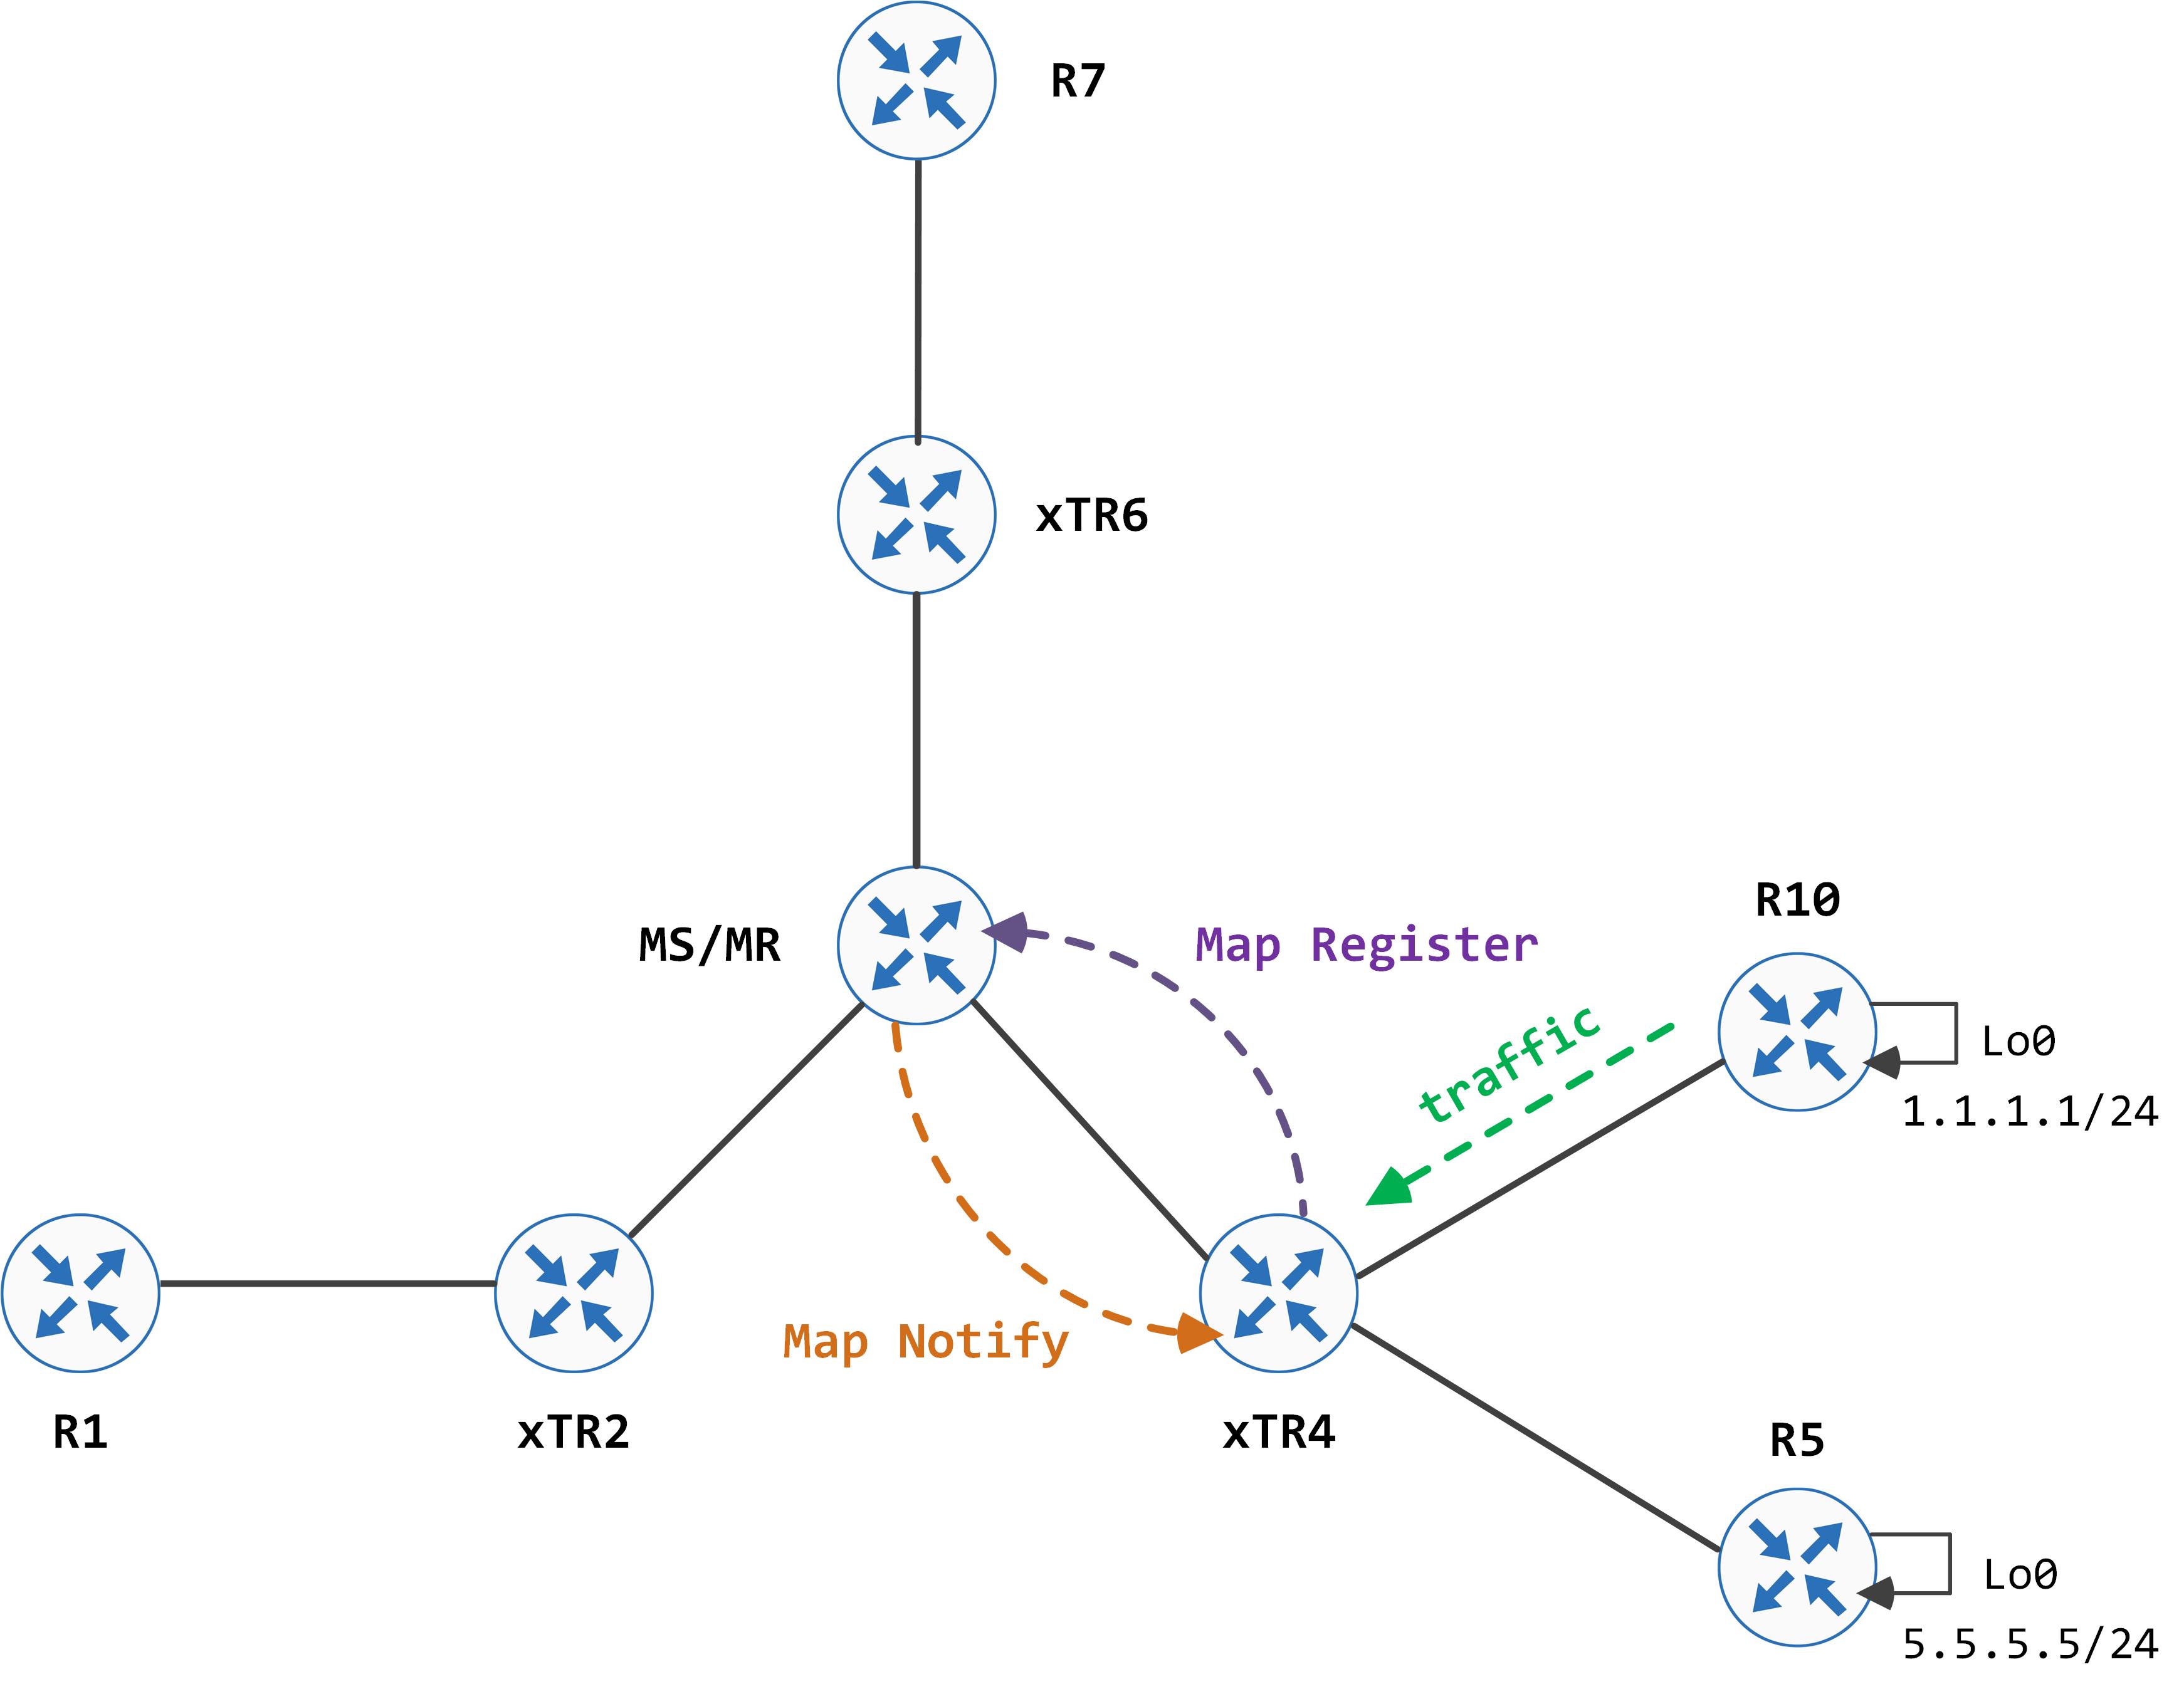 R7
xTR6
R10
MS/MR
Map Register
traffic
Lo0
1.1.1.1/24
Map Notify
R1
xTR2
xTR4
R5
Lo0
5.5.5.5/24